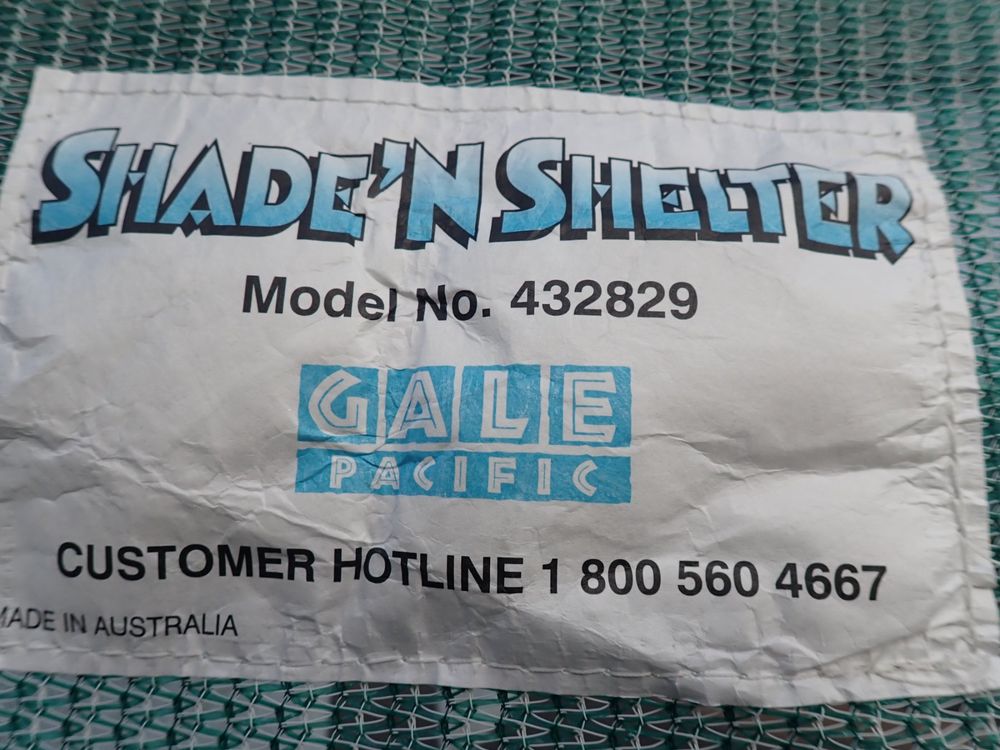 SHADE'N SHELTER
Model No. 432829
GALE
PACIFIC
CUSTOMER HOTLINE 1 800 560 4667
MADE IN AUSTRALIA